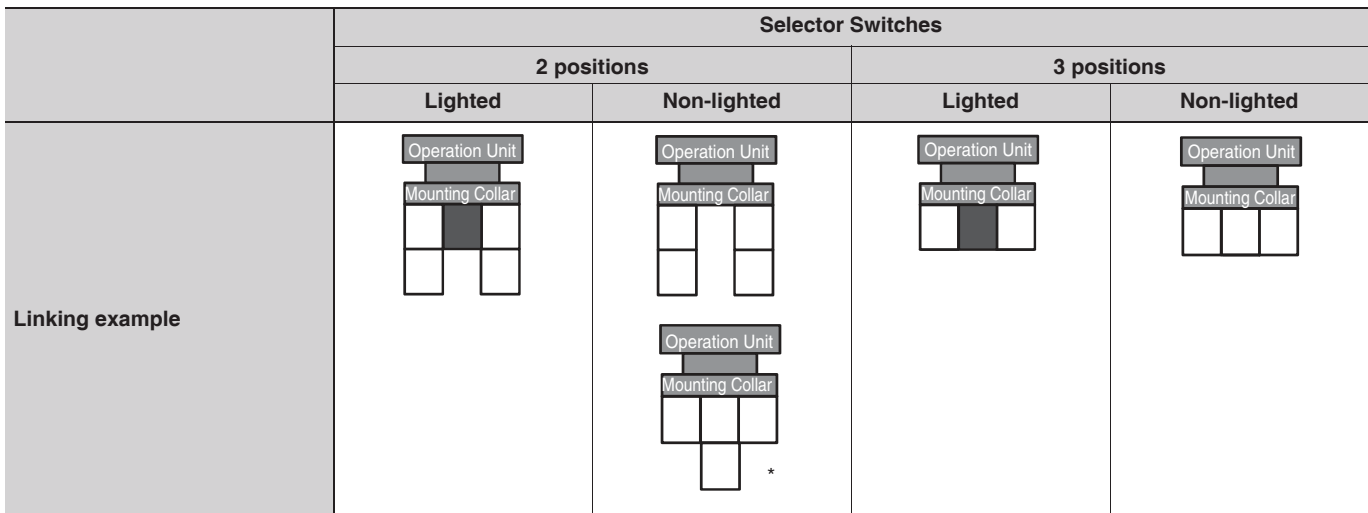 Selector Switches
2 positions 3 positions
Lighted Non-lighted Lighted Non-lighted
Linking example
Operation Unit Operation Unit Operation Unit Operation Unit
Mounting Collar Mounting Collar Mounting Collar Mounting Collar
Operation Unit
Mounting Collar
*